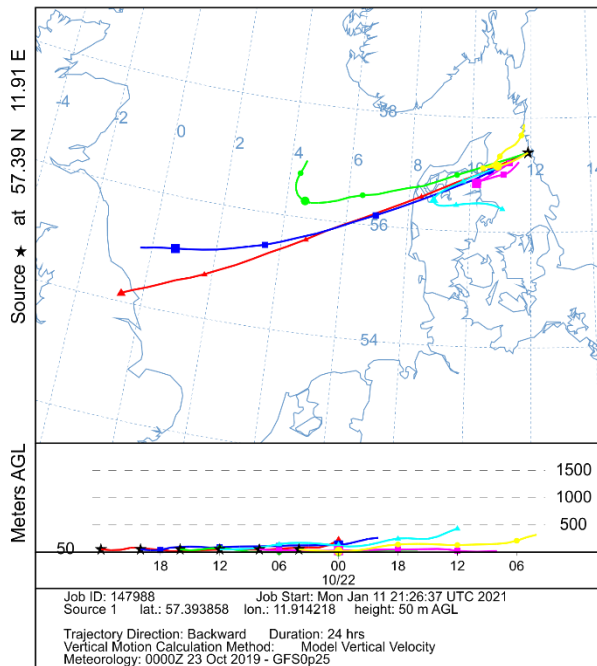 Source ★ at 57.39 N 11.91 E
-4
-2
0
2
4
6
8
10
12
14
58
56
54
Meters AGL
1500
1000
500
50
18 12 06 00 18 12 06
10/22
Job ID: 147988 Job Start: Mon Jan 11 21:26:37 UTC 2021
Source 1 lat.: 57.393858 lon.: 11.914218 height: 50 m AGL
Trajectory Direction: Backward Duration: 24 hrs
Vertical Motion Calculation Method: Model Vertical Velocity
Meteorology: 0000Z 23 Oct 2019 - GFS0p25